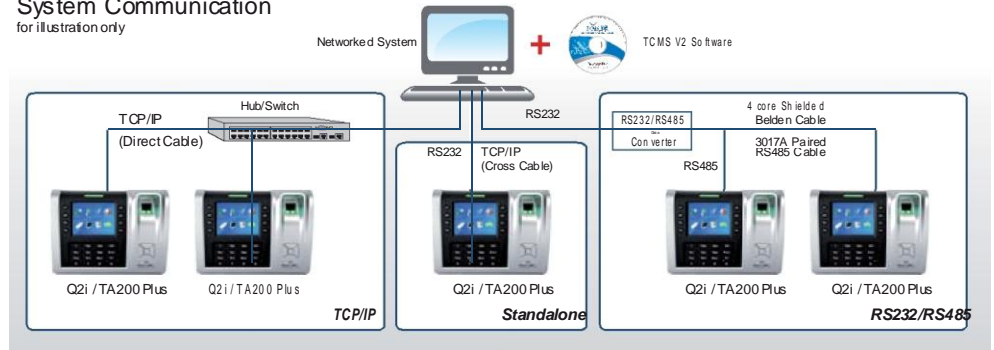 System Communication
for illustration only
Networked System
TCMS V2 Software
Hub/Switch
TCP/IP
(Direct Cable)
RS232
RS232
TCP/IP
(Cross Cable)
RS232/RS485
Converter
4 core Shielded
Belden Cable
3017A Paired
RS485 Cable
RS485
Q2i / TA200 Plus
Q2i / TA200 Plus
Q2i / TA200 Plus
Q2i / TA200 Plus
Q2i / TA200 Plus
TCP/IP
Standalone
RS232/RS485